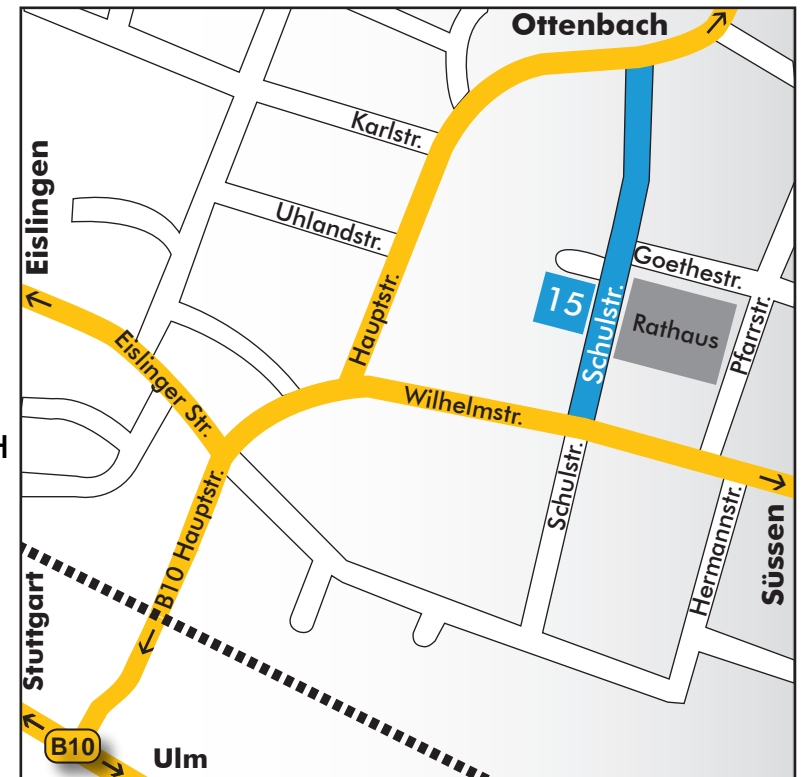 Ottenbach
Karlstr.
Eislingen
Uhlandstr.
Goethestr.
15
Schulstr.
Rathaus
Pfarrstr.
Hauptstr.
Eislinger Str.
Wilhelmstr.
H
B10 Hauptstr.
Schulstr.
Hermannstr.
Süssen
Stuttgart
B10
Ulm